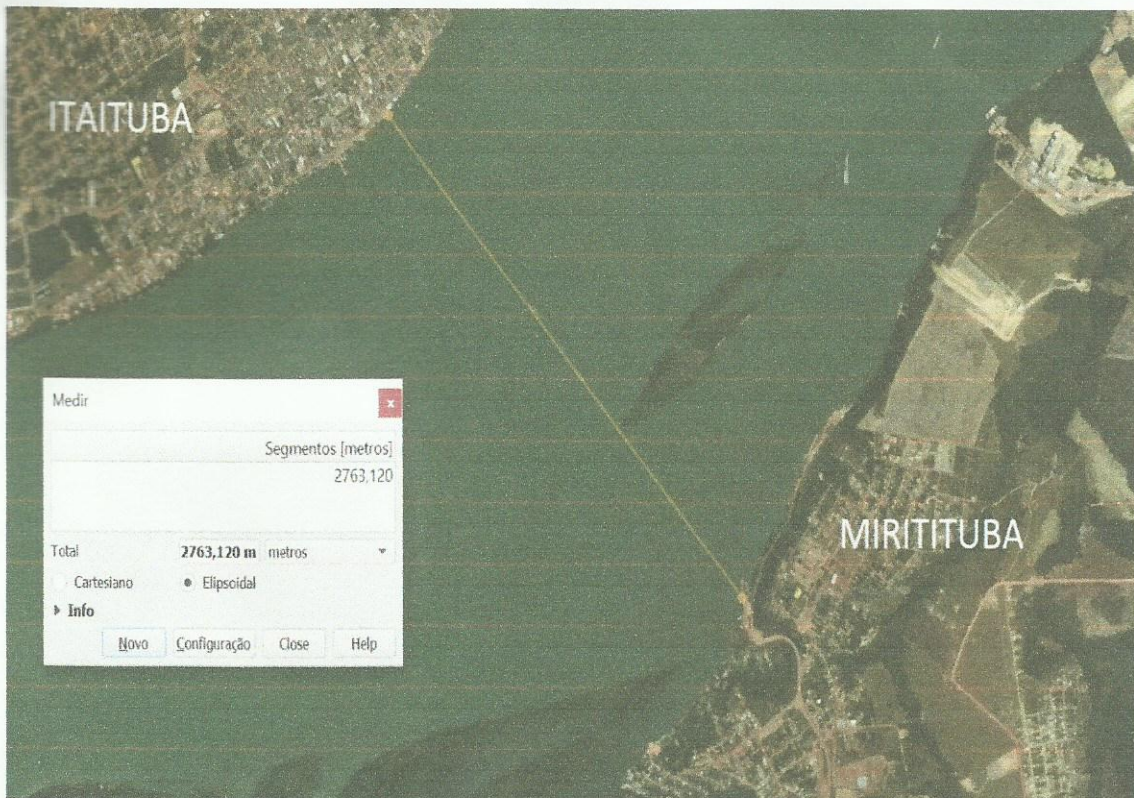 ITAITUBA
MIRITITUBA
Medir
x
Segmentos [metros]
2763,120
Total 2763,120 m metros
Cartesiano Elipsoidal
Info
Novo Configuração Close Help